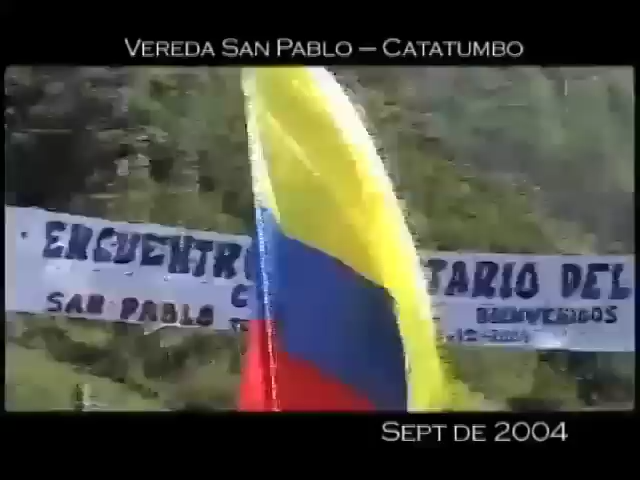 VEREDA SAN PABLO – CATATUMBO
ENCUENTR TARIO DEL
SAN PABLO BIENVENIDOS
SEPT DE 2004